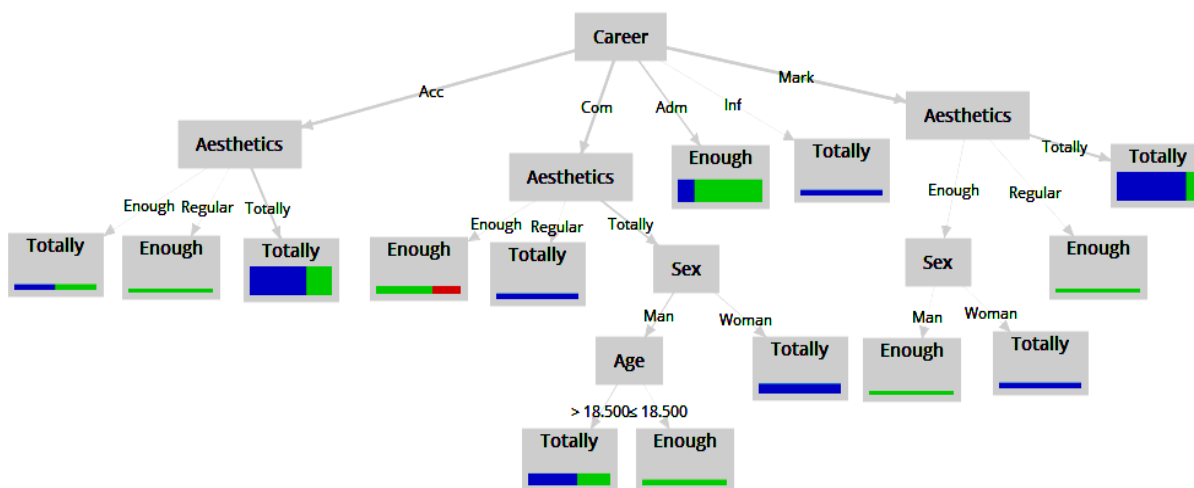 Career
Acc
Com
Adm
Inf
Mark
Aesthetics
Aesthetics
Aesthetics
Enough
Totally
Enough
Regular
Totally
Enough
Regular
Totally
Enough
Regular
Totally
Totally
Totally
Enough
Totally
Enough
Totally
Sex
Sex
Enough
Man
Woman
Man
Woman
Age
Totally
Enough
Totally
> 18.500
≤ 18.500
Totally
Enough